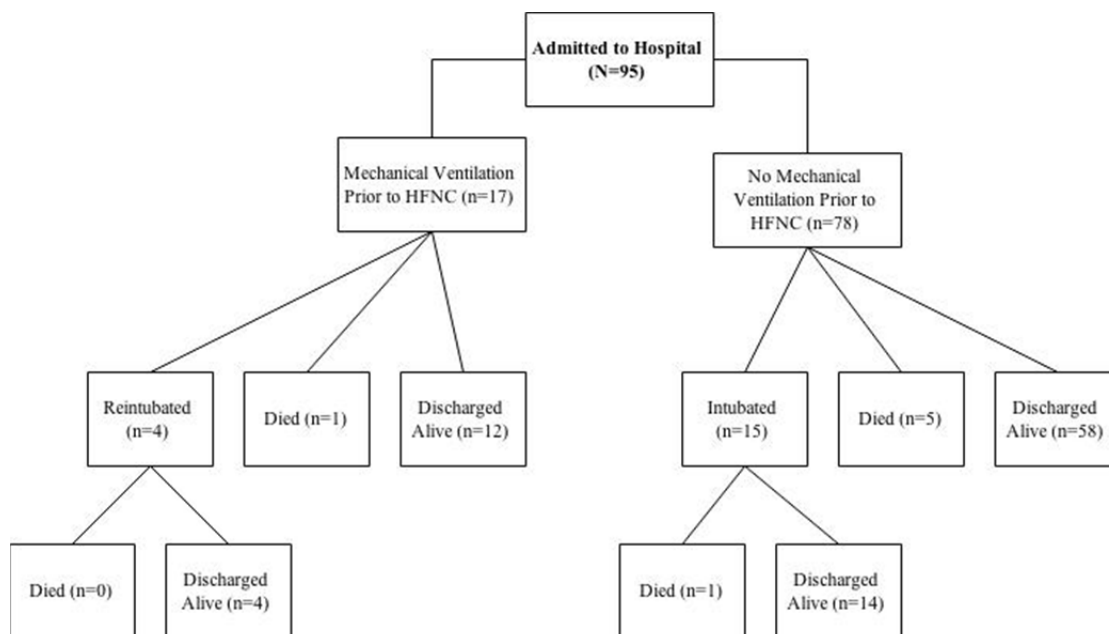 Admitted to Hospital
(N=95)
Mechanical Ventilation
Prior to HFNC (n=17)
No Mechanical
Ventilation Prior to
HFNC (n=78)
Reintubated
(n=4)
Died (n=1)
Discharged
Alive (n=12)
Intubated
(n=15)
Died (n=5)
Discharged
Alive (n=58)
Died (n=0)
Discharged
Alive (n=4)
Died (n=1)
Discharged
Alive (n=14)